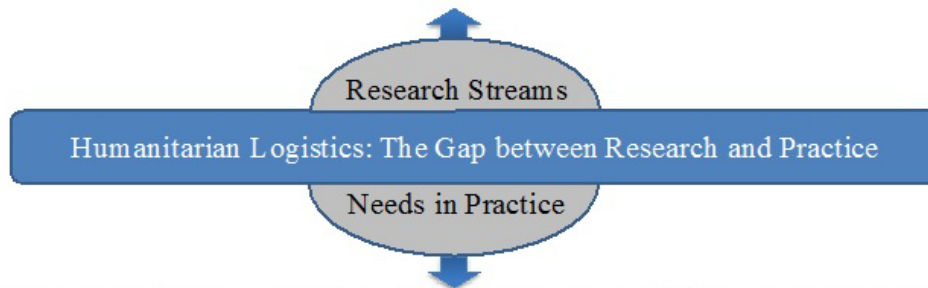 Research Streams
Humanitarian Logistics: The Gap between Research and Practice
Needs in Practice